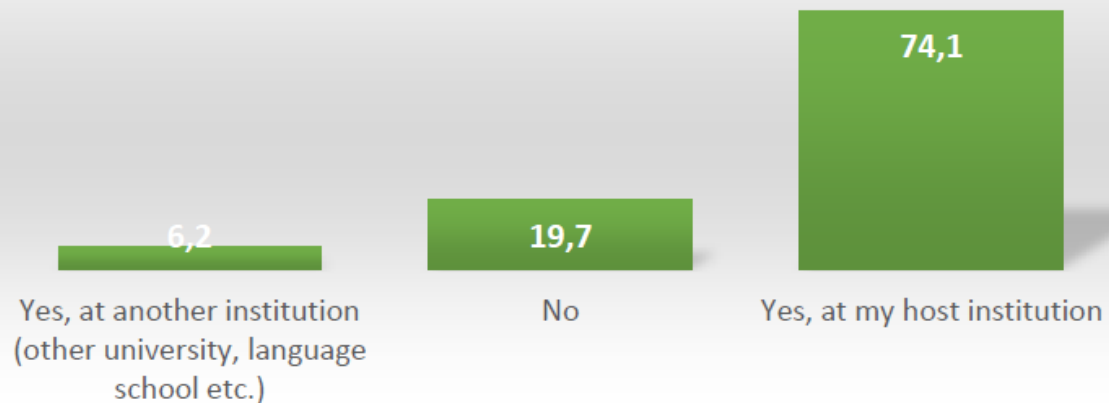 74,1
6,2
19,7
Yes, at another institution
(other university, language
school etc.)
No
Yes, at my host institution